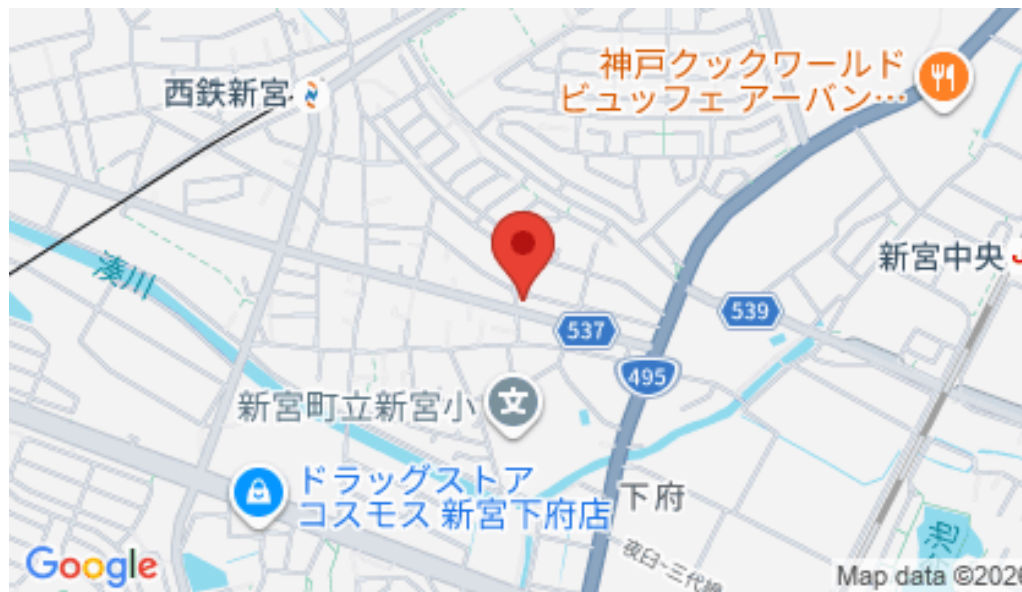 西鉄新宮
神戸クックワールド
ビュッフェ アーバン…
湊川
新宮中央
537
539
495
新宮町立新宮小
文
ドラッグストア
コスモス 新宮下府店
下府
夜臼~三代線
池
Google
Map data ©2026